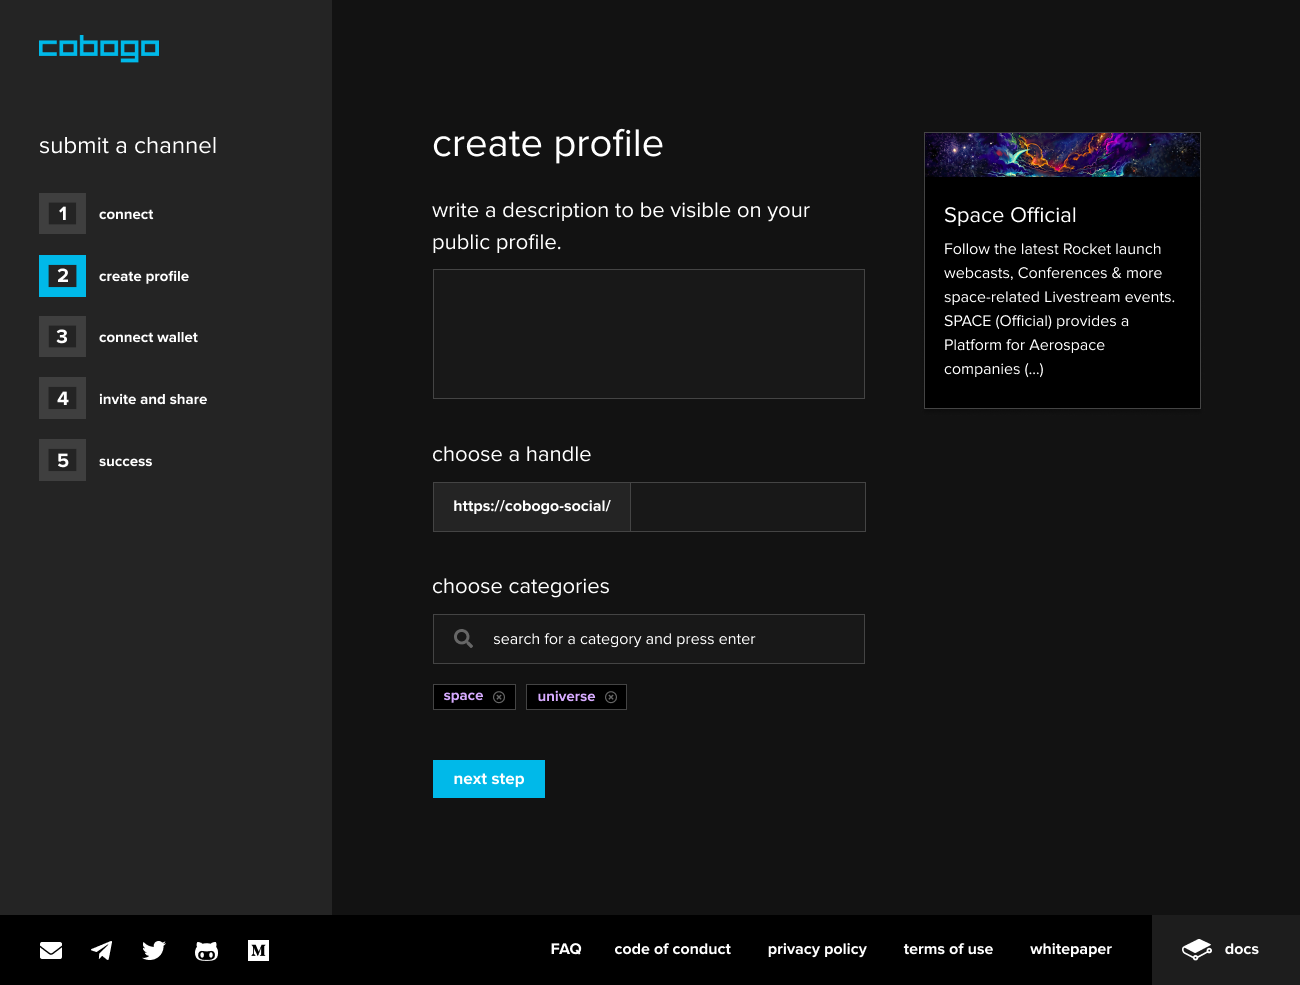 cobogo
submit a channel
1 connect
2 create profile
3 connect wallet
4 invite and share
5 success
create profile
write a description to be visible on your
public profile.
choose a handle
https://cobogo-social/
choose categories
search for a category and press enter
space
universe
next step
Space Official
Follow the latest Rocket launch
webcasts, Conferences & more
space-related Livestream events.
SPACE (Official) provides a
Platform for Aerospace
companies (...)
M
FAQ
code of conduct
privacy policy
terms of use
whitepaper
docs